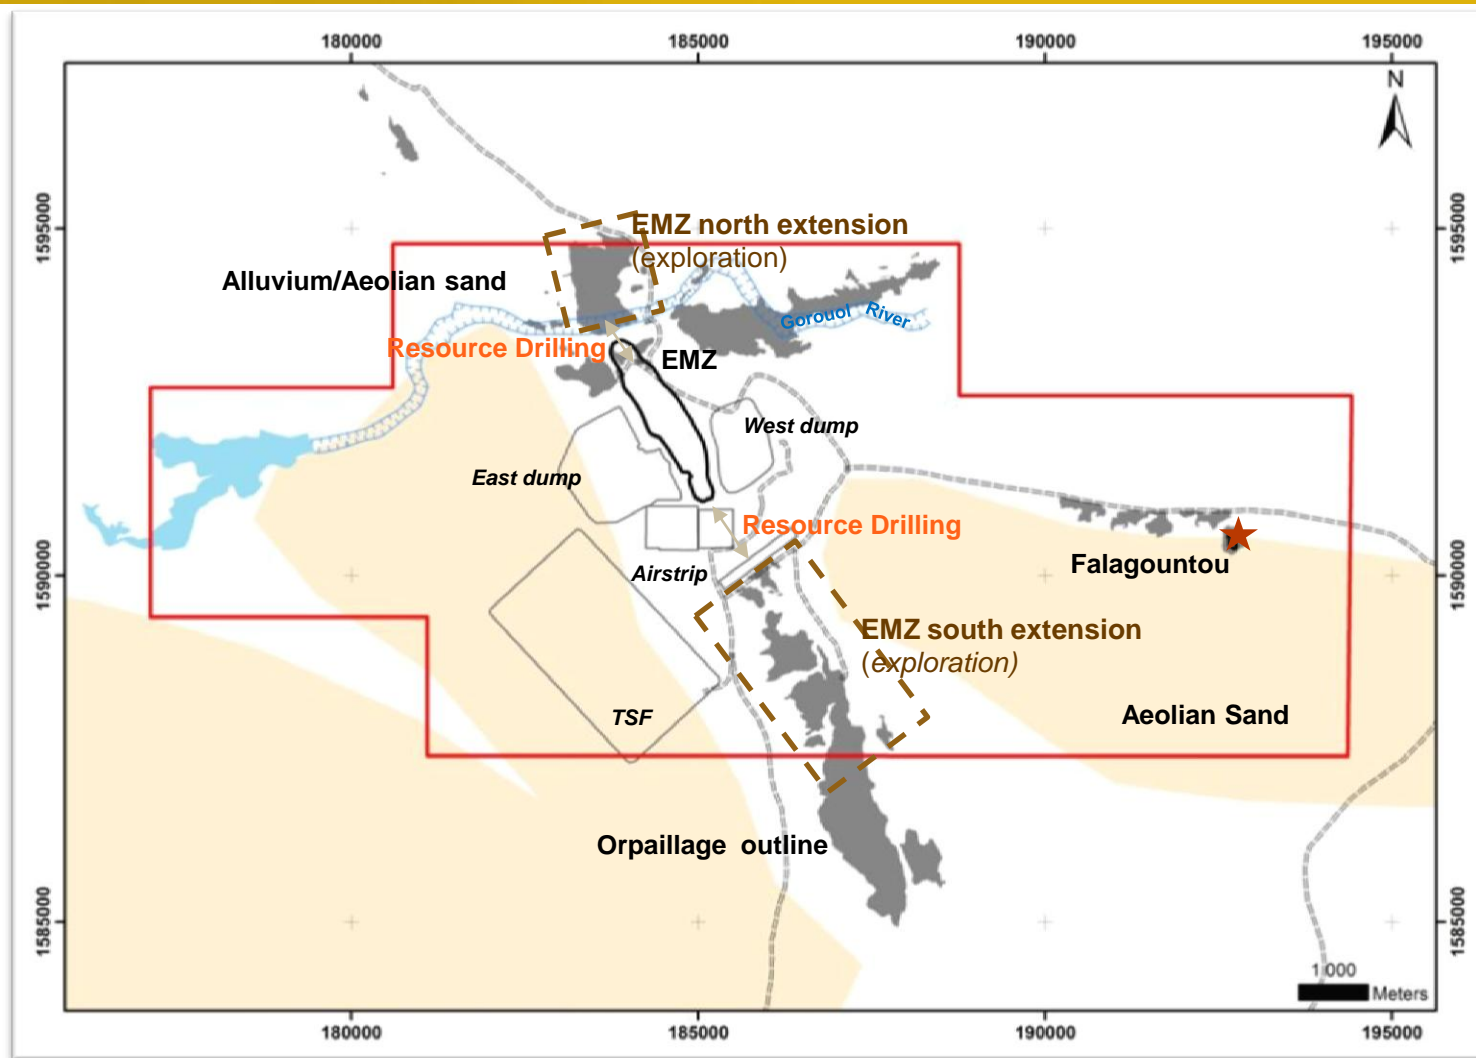 180000
185000
190000
195000
N
1595000
1595000
EMZ north extension
(exploration)
Alluvium/Aeolian sand
Gorouol River
Resource Drilling
EMZ
West dump
East dump
Resource Drilling
Falagountou
Airstrip
1590000
1590000
EMZ south extension
(exploration)
TSF
Aeolian Sand
Orpaillage outline
1585000
1585000
1 000
Meters
180000
185000
190000
195000